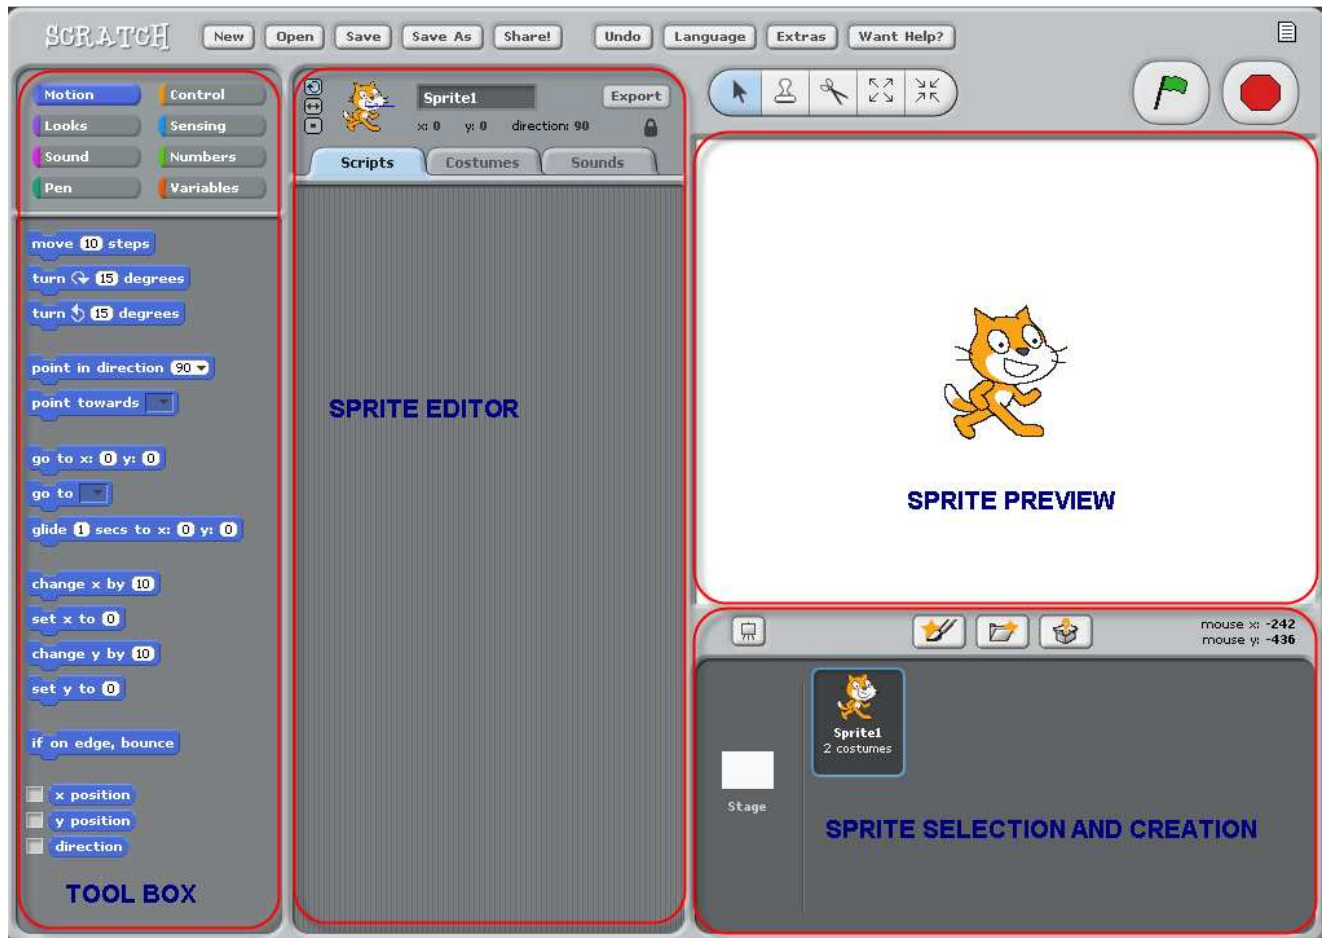 SCRATCH
New Open Save Save As Share! Undo Language Extras Want Help?
Motion Control
Looks Sensing
Sound Numbers
Pen Variables
move 10 steps
turn 15 degrees
turn 15 degrees
point in direction 90
point towards
go to x: 0 y: 0
go to
glide 1 secs to x: 0 y: 0
change x by 10
set x to 0
change y by 10
set y to 0
if on edge, bounce
x position
y position
direction
TOOL BOX
Sprite1 Export
x: 0 y: 0 direction: 90
Scripts Costumes Sounds
SPRITE EDITOR
SPRITE PREVIEW
mouse x: -242
mouse y: -436
Sprite1
2 costumes
Stage
SPRITE SELECTION AND CREATION